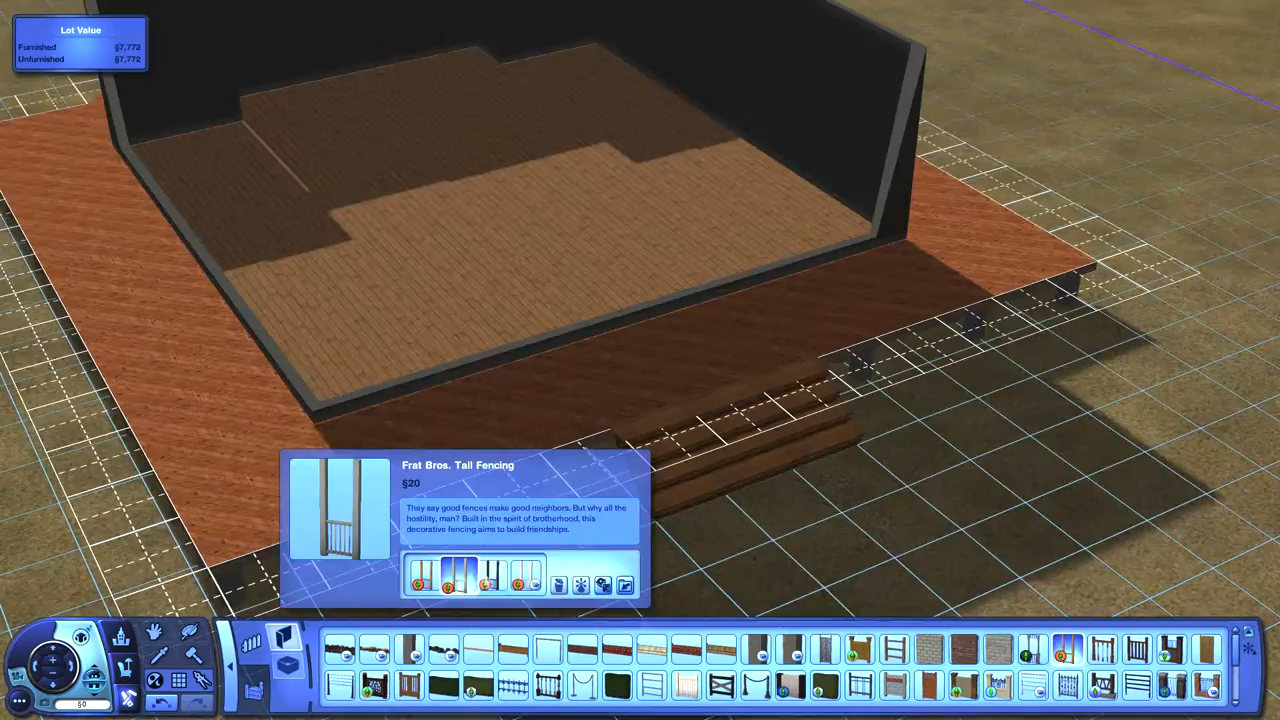 Lot Value
Furnished §7,772
Unfurnished §7,772
Frat Bros. Tall Fencing
§20
They say good fences make good neighbors. But why all the
hostility, man? Built in the spirit of brotherhood, this
decorative fencing aims to build friendships.
§0